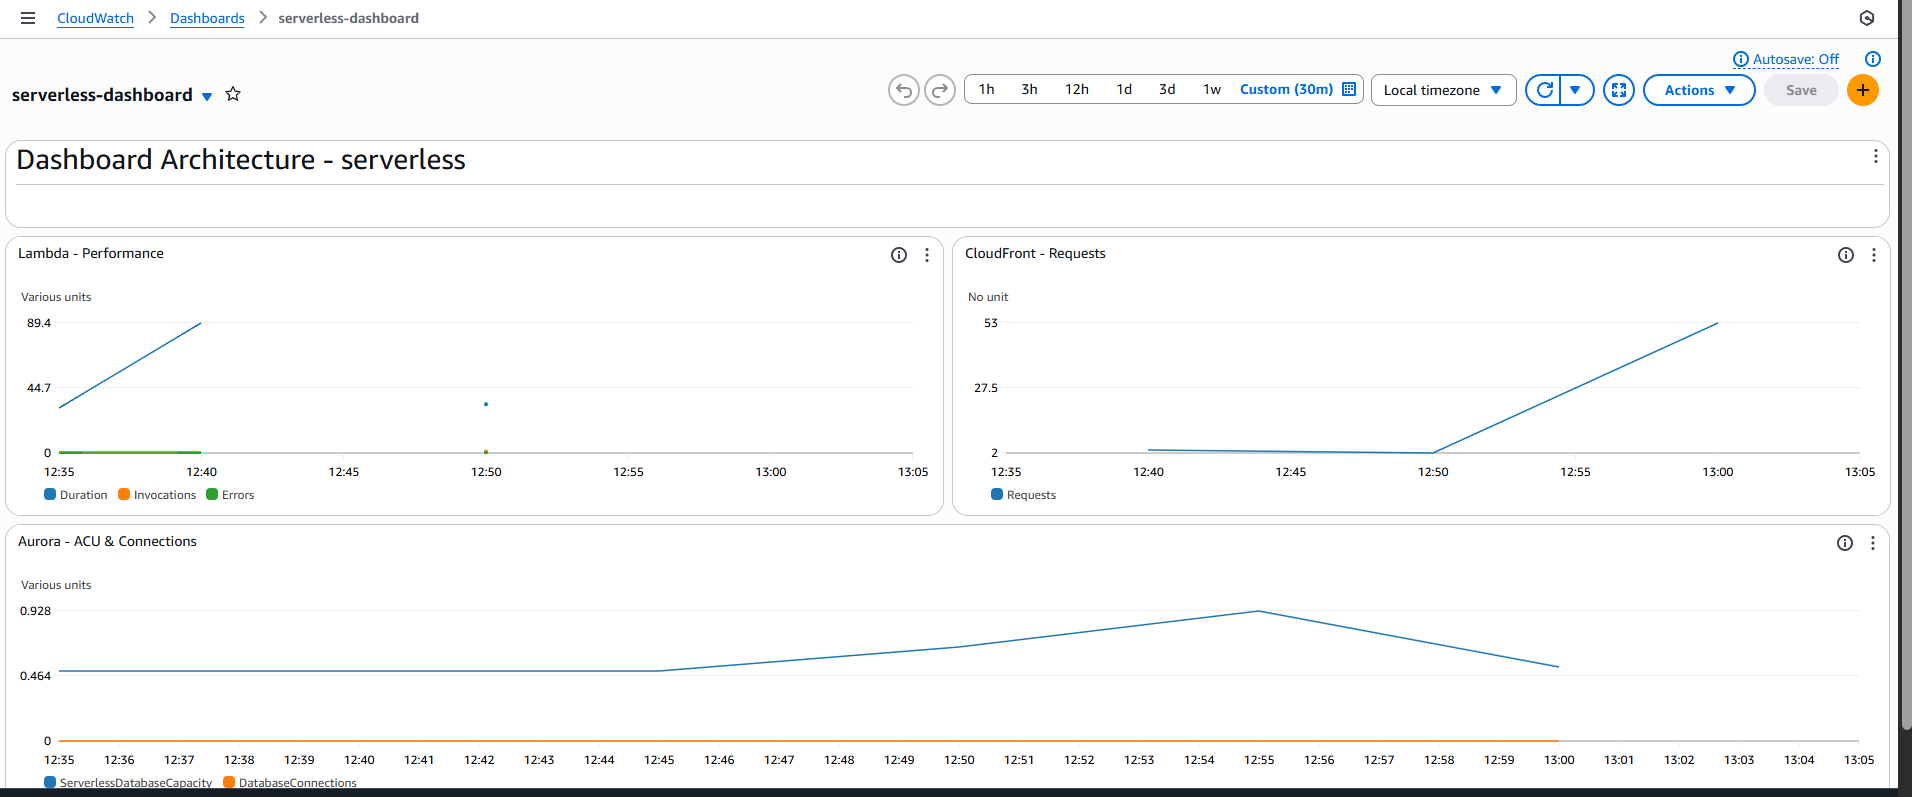 CloudWatch > Dashboards > serverless-dashboard
Autosave: Off
serverless-dashboard
1h 3h 12h 1d 3d 1w Custom (30m) Local timezone Actions Save +
Dashboard Architecture - serverless
Lambda - Performance
Various units
89.4
44.7
0
12:35 12:40 12:45 12:50 12:55 13:00 13:05
Duration Invocations Errors
CloudFront - Requests
No unit
53
27.5
2
12:35 12:40 12:45 12:50 12:55 13:00 13:05
Requests
Aurora - ACU & Connections
Various units
0.928
0.464
0
12:35 12:36 12:37 12:38 12:39 12:40 12:41 12:42 12:43 12:44 12:45 12:46 12:47 12:48 12:49 12:50 12:51 12:52 12:53 12:54 12:55 12:56 12:57 12:58 12:59 13:00 13:01 13:02 13:03 13:04 13:05
ServerlessDatabaseCapacity DatabaseConnections